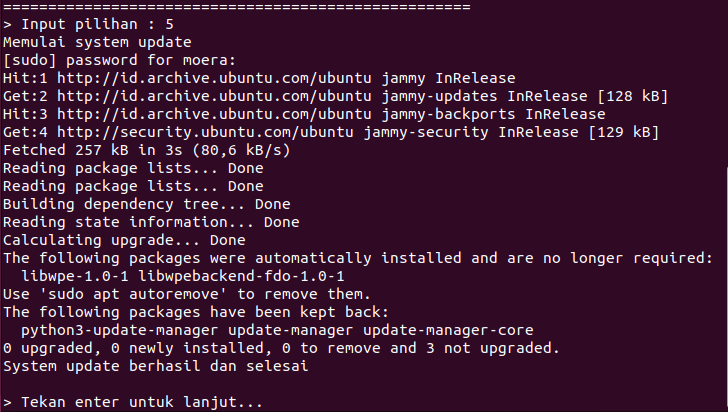 ====================================================
> Input pilihan : 5
Memulai system update
[sudo] password for moera:
Hit:1 http://id.archive.ubuntu.com/ubuntu jammy InRelease
Get:2 http://id.archive.ubuntu.com/ubuntu jammy-updates InRelease [128 kB]
Hit:3 http://id.archive.ubuntu.com/ubuntu jammy-backports InRelease
Get:4 http://security.ubuntu.com/ubuntu jammy-security InRelease [129 kB]
Fetched 257 kB in 3s (80,6 kB/s)
Reading package lists... Done
Reading package lists... Done
Building dependency tree... Done
Reading state information... Done
Calculating upgrade... Done
The following packages were automatically installed and are no longer required:
  libwpe-1.0-1 libwpebackend-fdo-1.0-1
Use 'sudo apt autoremove' to remove them.
The following packages have been kept back:
  python3-update-manager update-manager update-manager-core
0 upgraded, 0 newly installed, 0 to remove and 3 not upgraded.
System update berhasil dan selesai
> Tekan enter untuk lanjut...